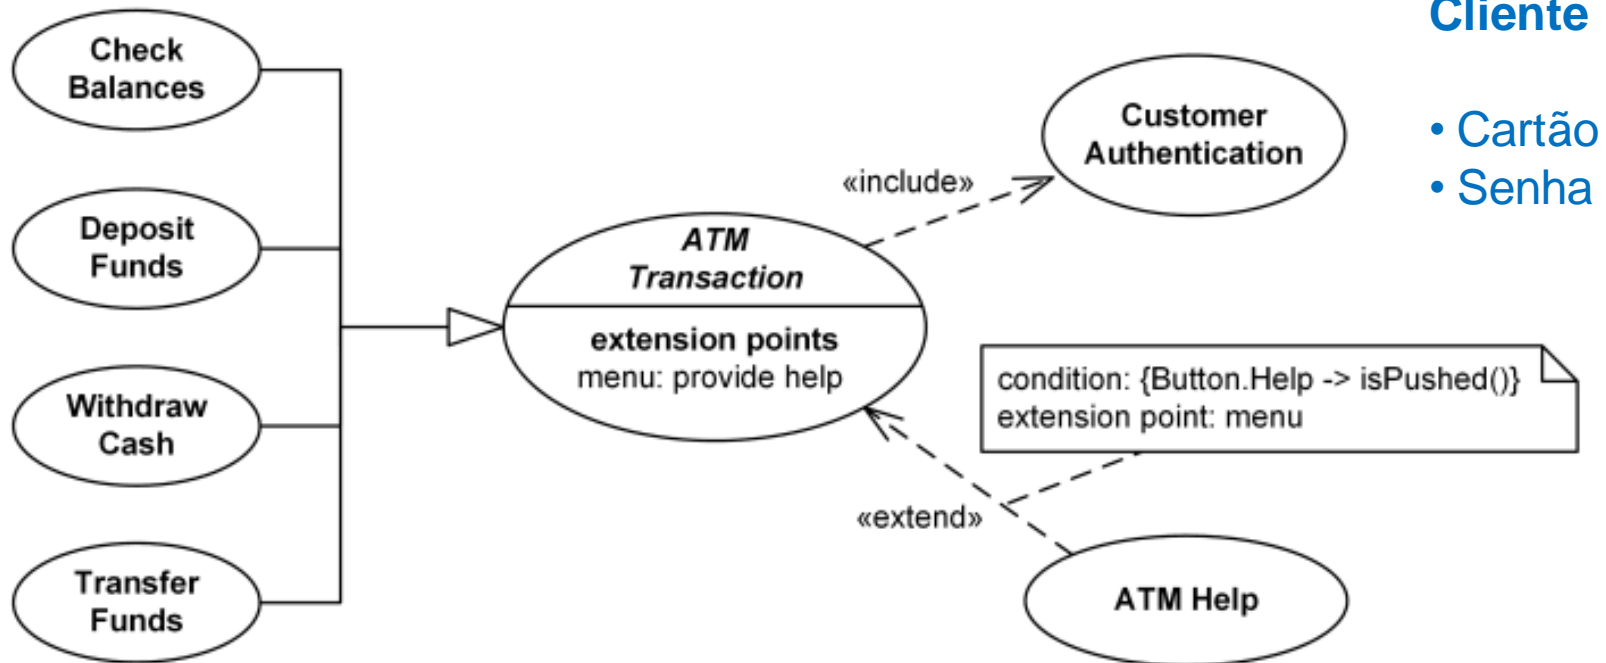 Check
Balances
Deposit
Funds
Withdraw
Cash
Transfer
Funds
ATM
Transaction
extension points
menu: provide help
«include»
Customer
Authentication
Cliente
• Cartão
• Senha
condition: {Button.Help -> isPushed()}
extension point: menu
«extend»
ATM Help